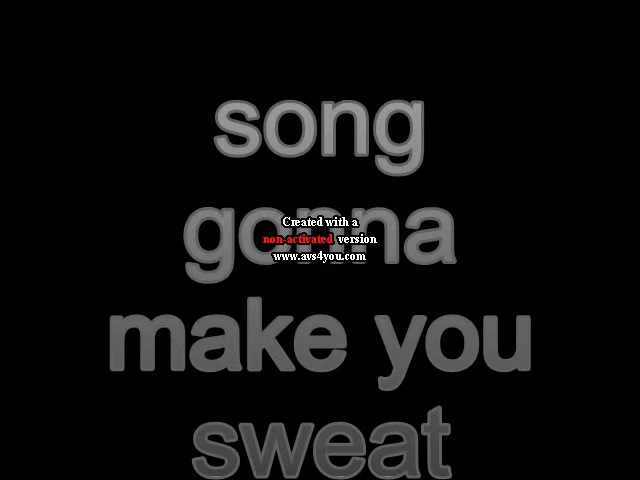 song
gonna
Created with a
non-activated version
www.avs4you.com
make you
sweat